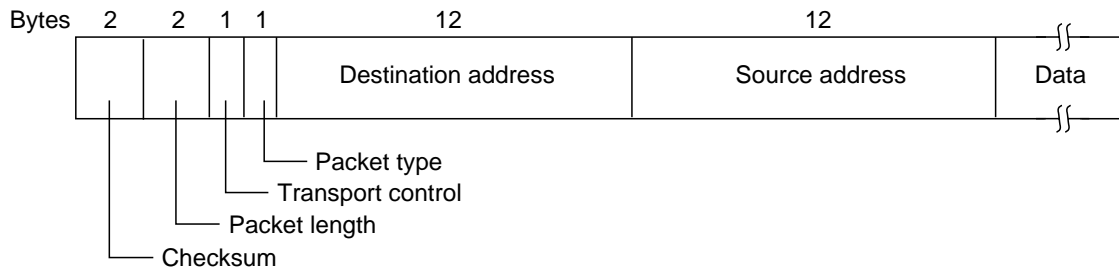 Bytes 2 2 1 1 12 12
Destination address Source address Data
Packet type
Transport control
Packet length
Checksum